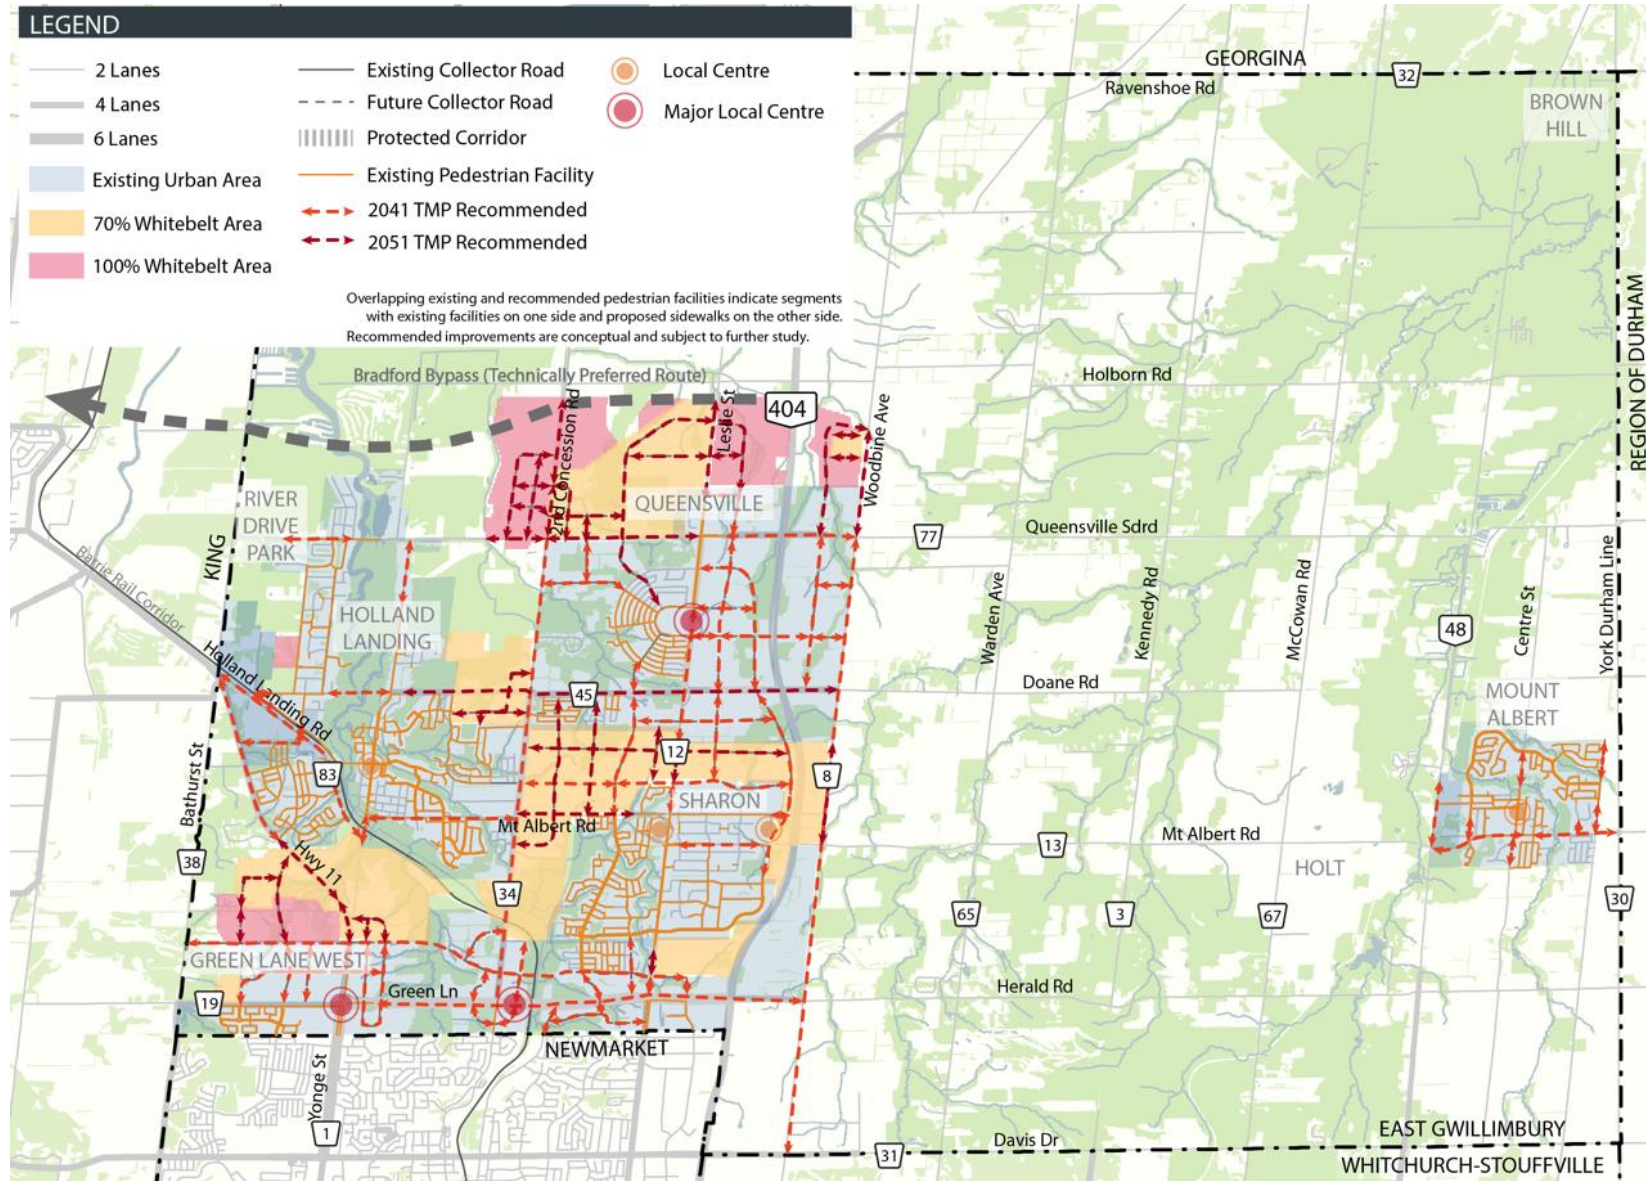 LEGEND
2 Lanes
4 Lanes
6 Lanes
Existing Urban Area
70% Whitebelt Area
100% Whitebelt Area
Existing Collector Road
Future Collector Road
Protected Corridor
Existing Pedestrian Facility
2041 TMP Recommended
2051 TMP Recommended
Local Centre
Major Local Centre
Overlapping existing and recommended pedestrian facilities indicate segments
with existing facilities on one side and proposed sidewalks on the other side.
Recommended improvements are conceptual and subject to further study.
GEORGINA
32
Ravenshoe Rd
BROWN
HILL
REGION OF DURHAM
Bradford Bypass (Technically Preferred Route)
Holborn Rd
404
2nd Concession Rd
Leslie St
Woodbine Ave
RIVER
DRIVE
PARK
QUEENSVILLE
77
Queensville Sdrd
KING
Barrie Rail Corridor
HOLLAND
LANDING
Warden Ave
Kennedy Rd
McCowan Rd
48
Centre St
York Durham Line
Holland Landing Rd
45
Doane Rd
MOUNT
ALBERT
Bathurst St
83
12
8
SHARON
Mt Albert Rd
13
Mt Albert Rd
38
Hwy 11
HOLT
34
65
3
67
30
GREEN LANE WEST
19
Green Ln
Herald Rd
NEWMARKET
Yonge St
1
31
Davis Dr
EAST GWILLIMBURY
WHITCHURCH-STOUFFVILLE